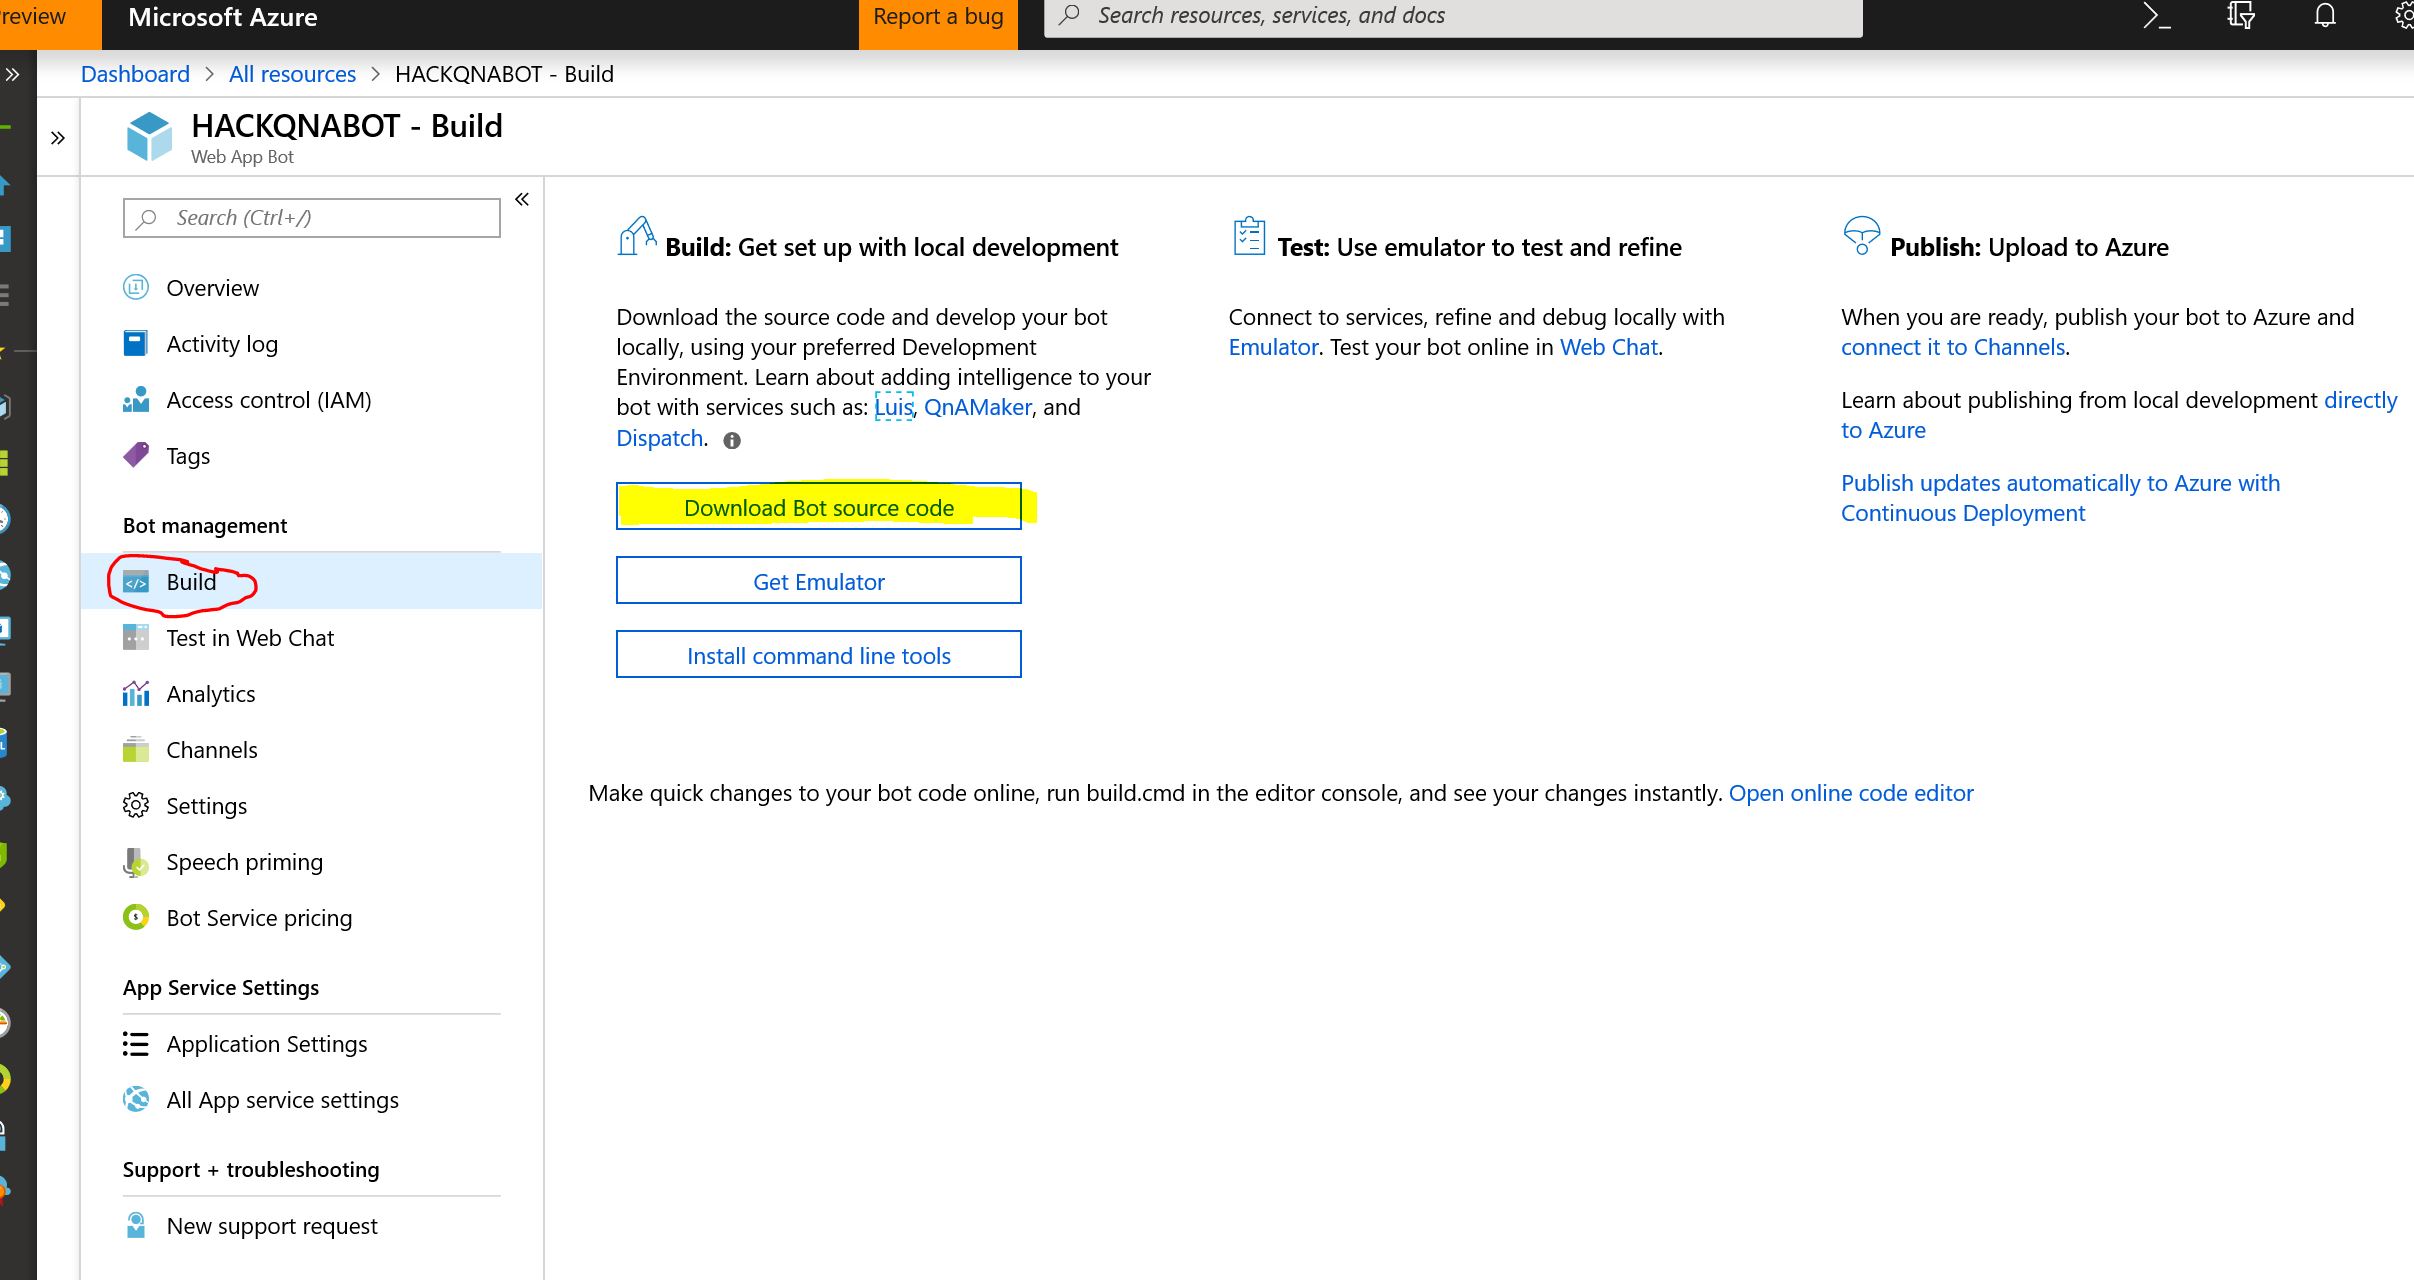 review
Microsoft Azure
Report a bug
Search resources, services, and docs
Dashboard > All resources > HACKQNABOT - Build
HACKQNABOT - Build
Web App Bot
Search (Ctrl+/)
Overview
Activity log
Access control (IAM)
Tags
Bot management
Build
Test in Web Chat
Analytics
Channels
Settings
Speech priming
Bot Service pricing
App Service Settings
Application Settings
All App service settings
Support + troubleshooting
New support request
Build: Get set up with local development
Download the source code and develop your bot
locally, using your preferred Development
Environment. Learn about adding intelligence to your
bot with services such as: Luis, QnAMaker, and
Dispatch.
Download Bot source code
Get Emulator
Install command line tools
Test: Use emulator to test and refine
Connect to services, refine and debug locally with
Emulator. Test your bot online in Web Chat.
Publish: Upload to Azure
When you are ready, publish your bot to Azure and
connect it to Channels.
Learn about publishing from local development directly
to Azure
Publish updates automatically to Azure with
Continuous Deployment
Make quick changes to your bot code online, run build.cmd in the editor console, and see your changes instantly. Open online code editor